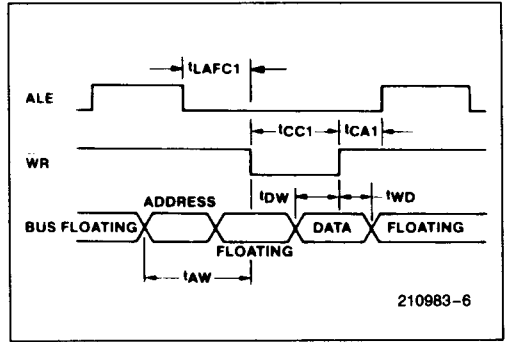 tLAFC1
ALE
tCC1
tCA1
WR
tDW
tWD
ADDRESS
BUS
FLOATING
FLOATING
DATA
FLOATING
tAW
210983-6